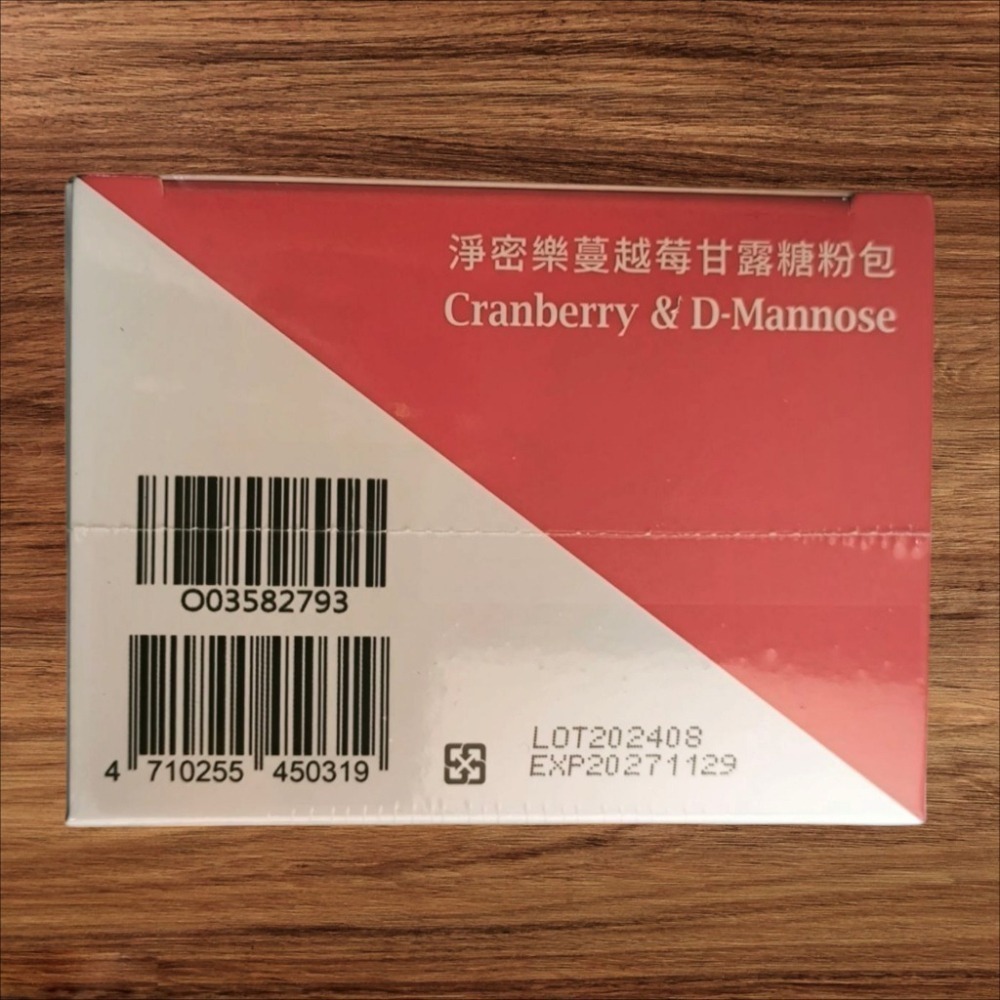 淨密樂蔓越莓甘露糖粉包
Cranberry & D-Mannose
O03582793
4 710255 450319
LOT202408
EXP20271129